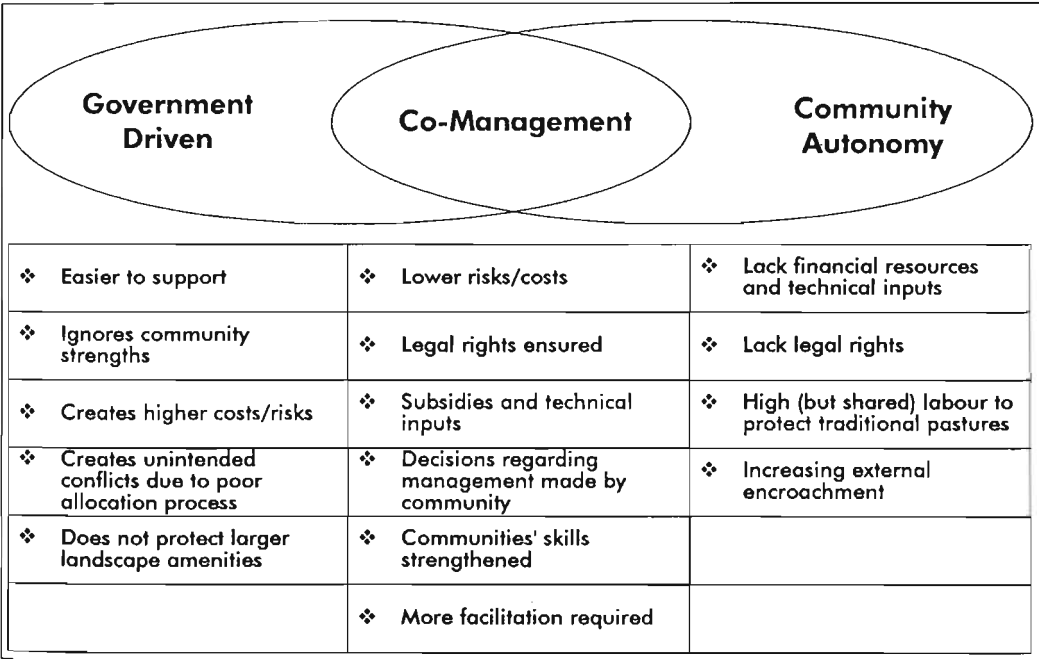 Government
Driven
Co-Management
Community
Autonomy
❖ Easier to support
❖ Lower risks/costs
❖ Lack financial resources
and technical inputs
❖ Ignores community
strengths
❖ Legal rights ensured
❖ Lack legal rights
❖ Creates higher costs/risks
❖ Subsidies and technical
inputs
❖ High (but shared) labour to
protect traditional pastures
❖ Creates unintended
conflicts due to poor
allocation process
❖ Decisions regarding
management made by
community
❖ Increasing external
encroachment
❖ Does not protect larger
landscape amenities
❖ Communities' skills
strengthened
❖ More facilitation required